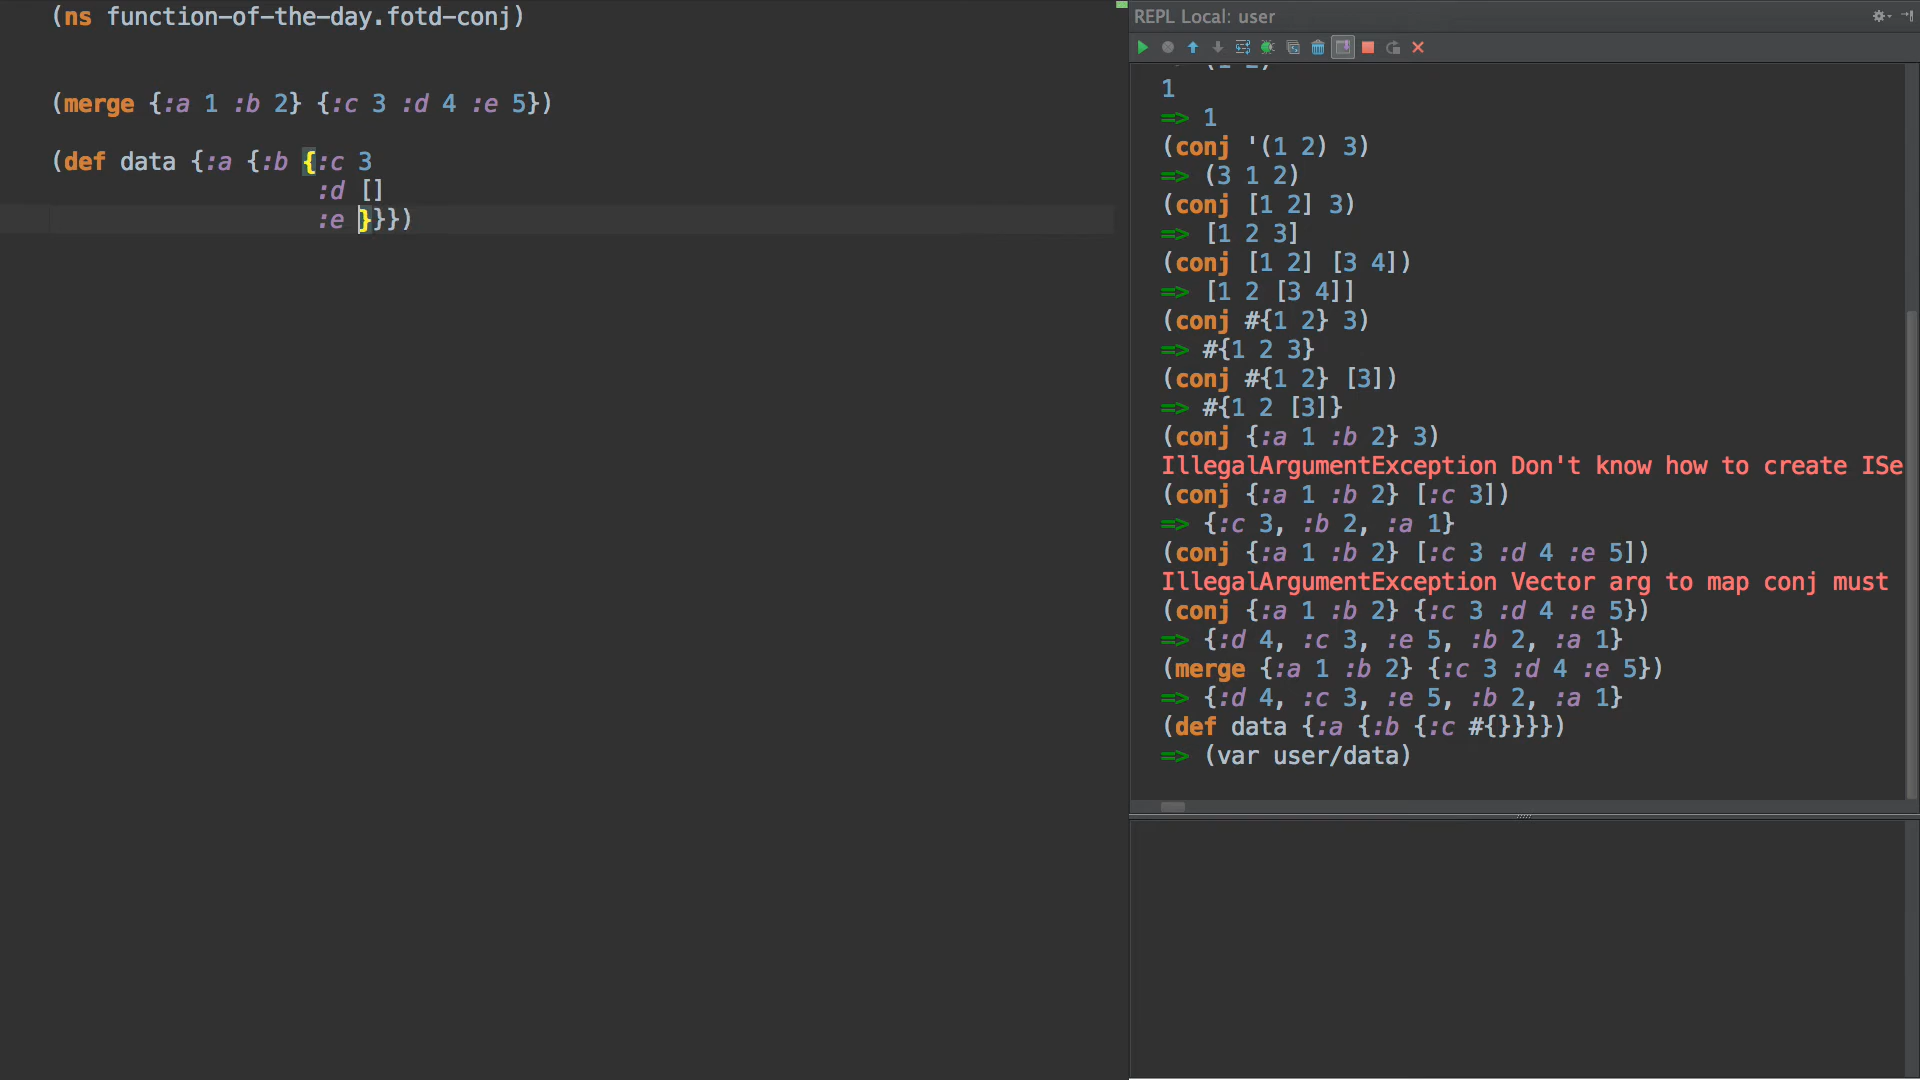 (ns function-of-the-day.fotd-conj)
(merge {:a 1 :b 2} {:c 3 :d 4 :e 5})
(def data {:a {:b {:c 3
:d []
:e }}})
REPL Local: user
1
=> 1
(conj '(1 2) 3)
=> (3 1 2)
(conj [1 2] 3)
=> [1 2 3]
(conj [1 2] [3 4])
=> [1 2 [3 4]]
(conj #{1 2} 3)
=> #{1 2 3}
(conj #{1 2} [3])
=> #{1 2 [3]}
(conj {:a 1 :b 2} 3)
IllegalArgumentException Don't know how to create ISe
(conj {:a 1 :b 2} [:c 3])
=> {:c 3, :b 2, :a 1}
(conj {:a 1 :b 2} [:c 3 :d 4 :e 5])
IllegalArgumentException Vector arg to map conj must
(conj {:a 1 :b 2} {:c 3 :d 4 :e 5})
=> {:d 4, :c 3, :e 5, :b 2, :a 1}
(merge {:a 1 :b 2} {:c 3 :d 4 :e 5})
=> {:d 4, :c 3, :e 5, :b 2, :a 1}
(def data {:a {:b {:c #{}}}})
=> (var user/data)